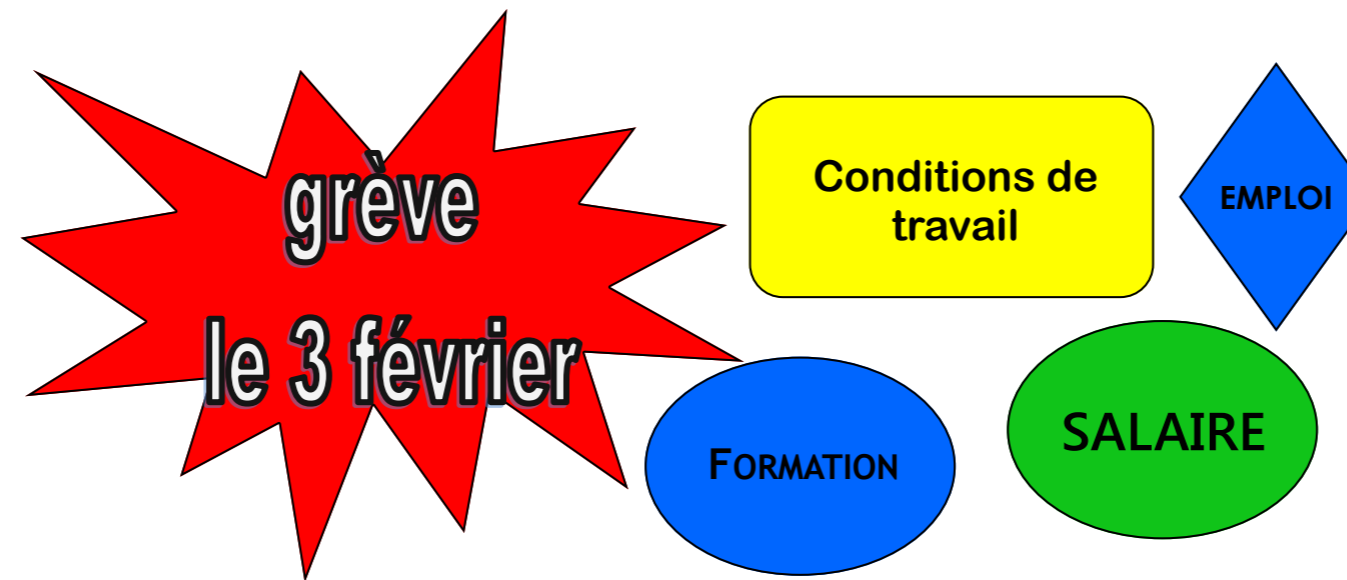 grève
le 3 février
Conditions de
travail
EMPLOI
FORMATION
SALAIRE